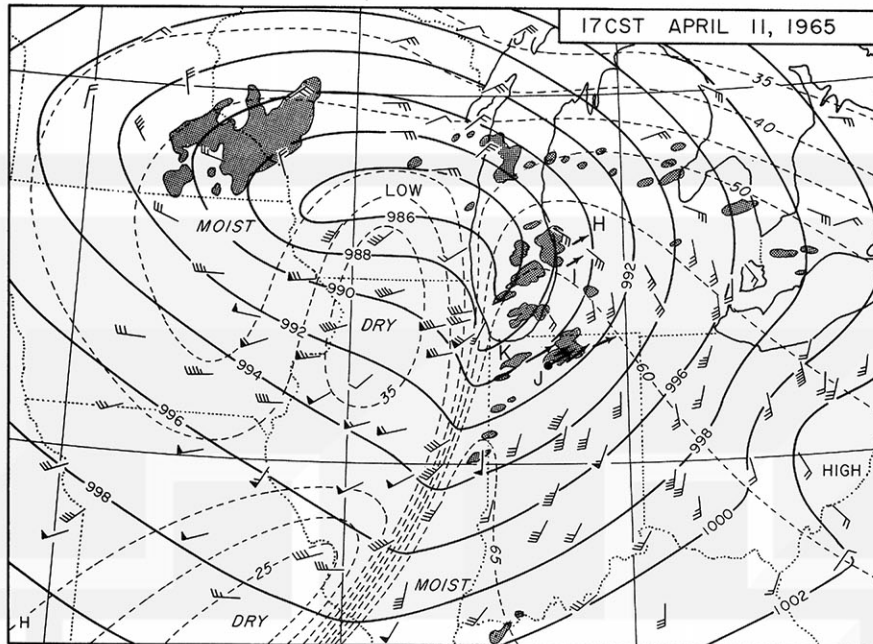 17CST APRIL 11, 1965
35
40
50
LOW
MOIST
986
H
988
I
992
990
DRY
992
K
J
60
994
35
996
996
998
998
HIGH
1000
65
25
MOIST
1002
H
DRY